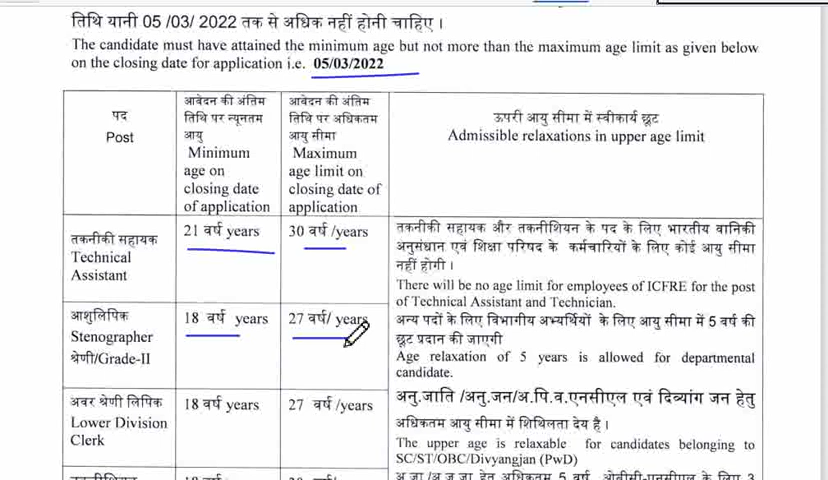 तिथि यानी 05 /03/ 2022 तक से अधिक नहीं होनी चाहिए ।
The candidate must have attained the minimum age but not more than the maximum age limit as given below
on the closing date for application i.e. 05/03/2022
पद
Post
आवेदन की अंतिम
तिथि पर न्यूनतम
आयु
Minimum
age on
closing date
of application
आवेदन की अंतिम
तिथि पर अधिकतम
आयु सीमा
Maximum
age limit on
closing date of
application
ऊपरी आयु सीमा में स्वीकार्य छूट
Admissible relaxations in upper age limit
तकनीकी सहायक
Technical
Assistant
21 वर्ष years
30 वर्ष /years
तकनीकी सहायक और तकनीशियन के पद के लिए भारतीय वानिकी
अनुसंधान एवं शिक्षा परिषद के कर्मचारियों के लिए कोई आयु सीमा
नहीं होगी ।
There will be no age limit for employees of ICFRE for the post
of Technical Assistant and Technician.
आशुलिपिक
Stenographer
श्रेणी/Grade-II
18 वर्ष years
27 वर्ष/ years
अन्य पदों के लिए विभागीय अभ्यर्थियों के लिए आयु सीमा में 5 वर्ष की
छूट प्रदान की जाएगी
Age relaxation of 5 years is allowed for departmental
candidate.
अवर श्रेणी लिपिक
Lower Division
Clerk
18 वर्ष years
27 वर्ष /years
अनु.जाति /अनु.जन/अ.पि.व.एनसीएल एवं दिव्यांग जन हेतु
अधिकतम आयु सीमा में शिथिलता देय है ।
The upper age is relaxable for candidates belonging to
SC/ST/OBC/Divyangjan (PwD)